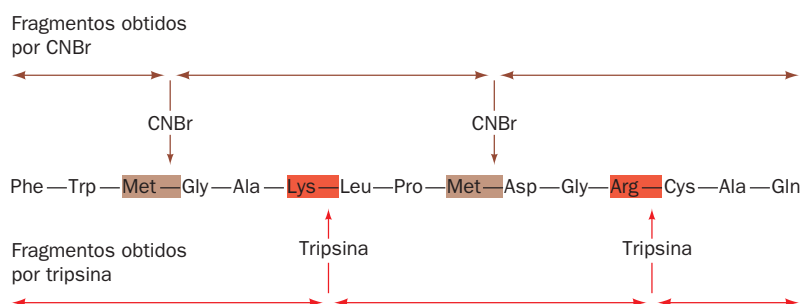 Fragmentos obtidos
por CNBr
CNBr CNBr
Phe—Trp—Met—Gly—Ala—Lys—Leu—Pro—Met—Asp—Gly—Arg—Cys—Ala—Gln
Fragmentos obtidos
por tripsina
Tripsina Tripsina